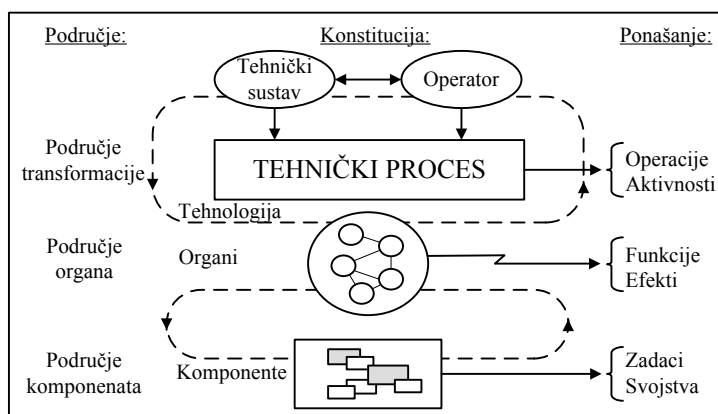 Područje:
Konstitucija:
Ponašanje:
Tehnički
sustav
Operator
Područje
transformacije
TEHNIČKI PROCES
Operacije
Aktivnosti
Tehnologija
Područje
organa
Organi
Funkcije
Efekti
Područje
komponenata
Komponente
Zadaci
Svojstva